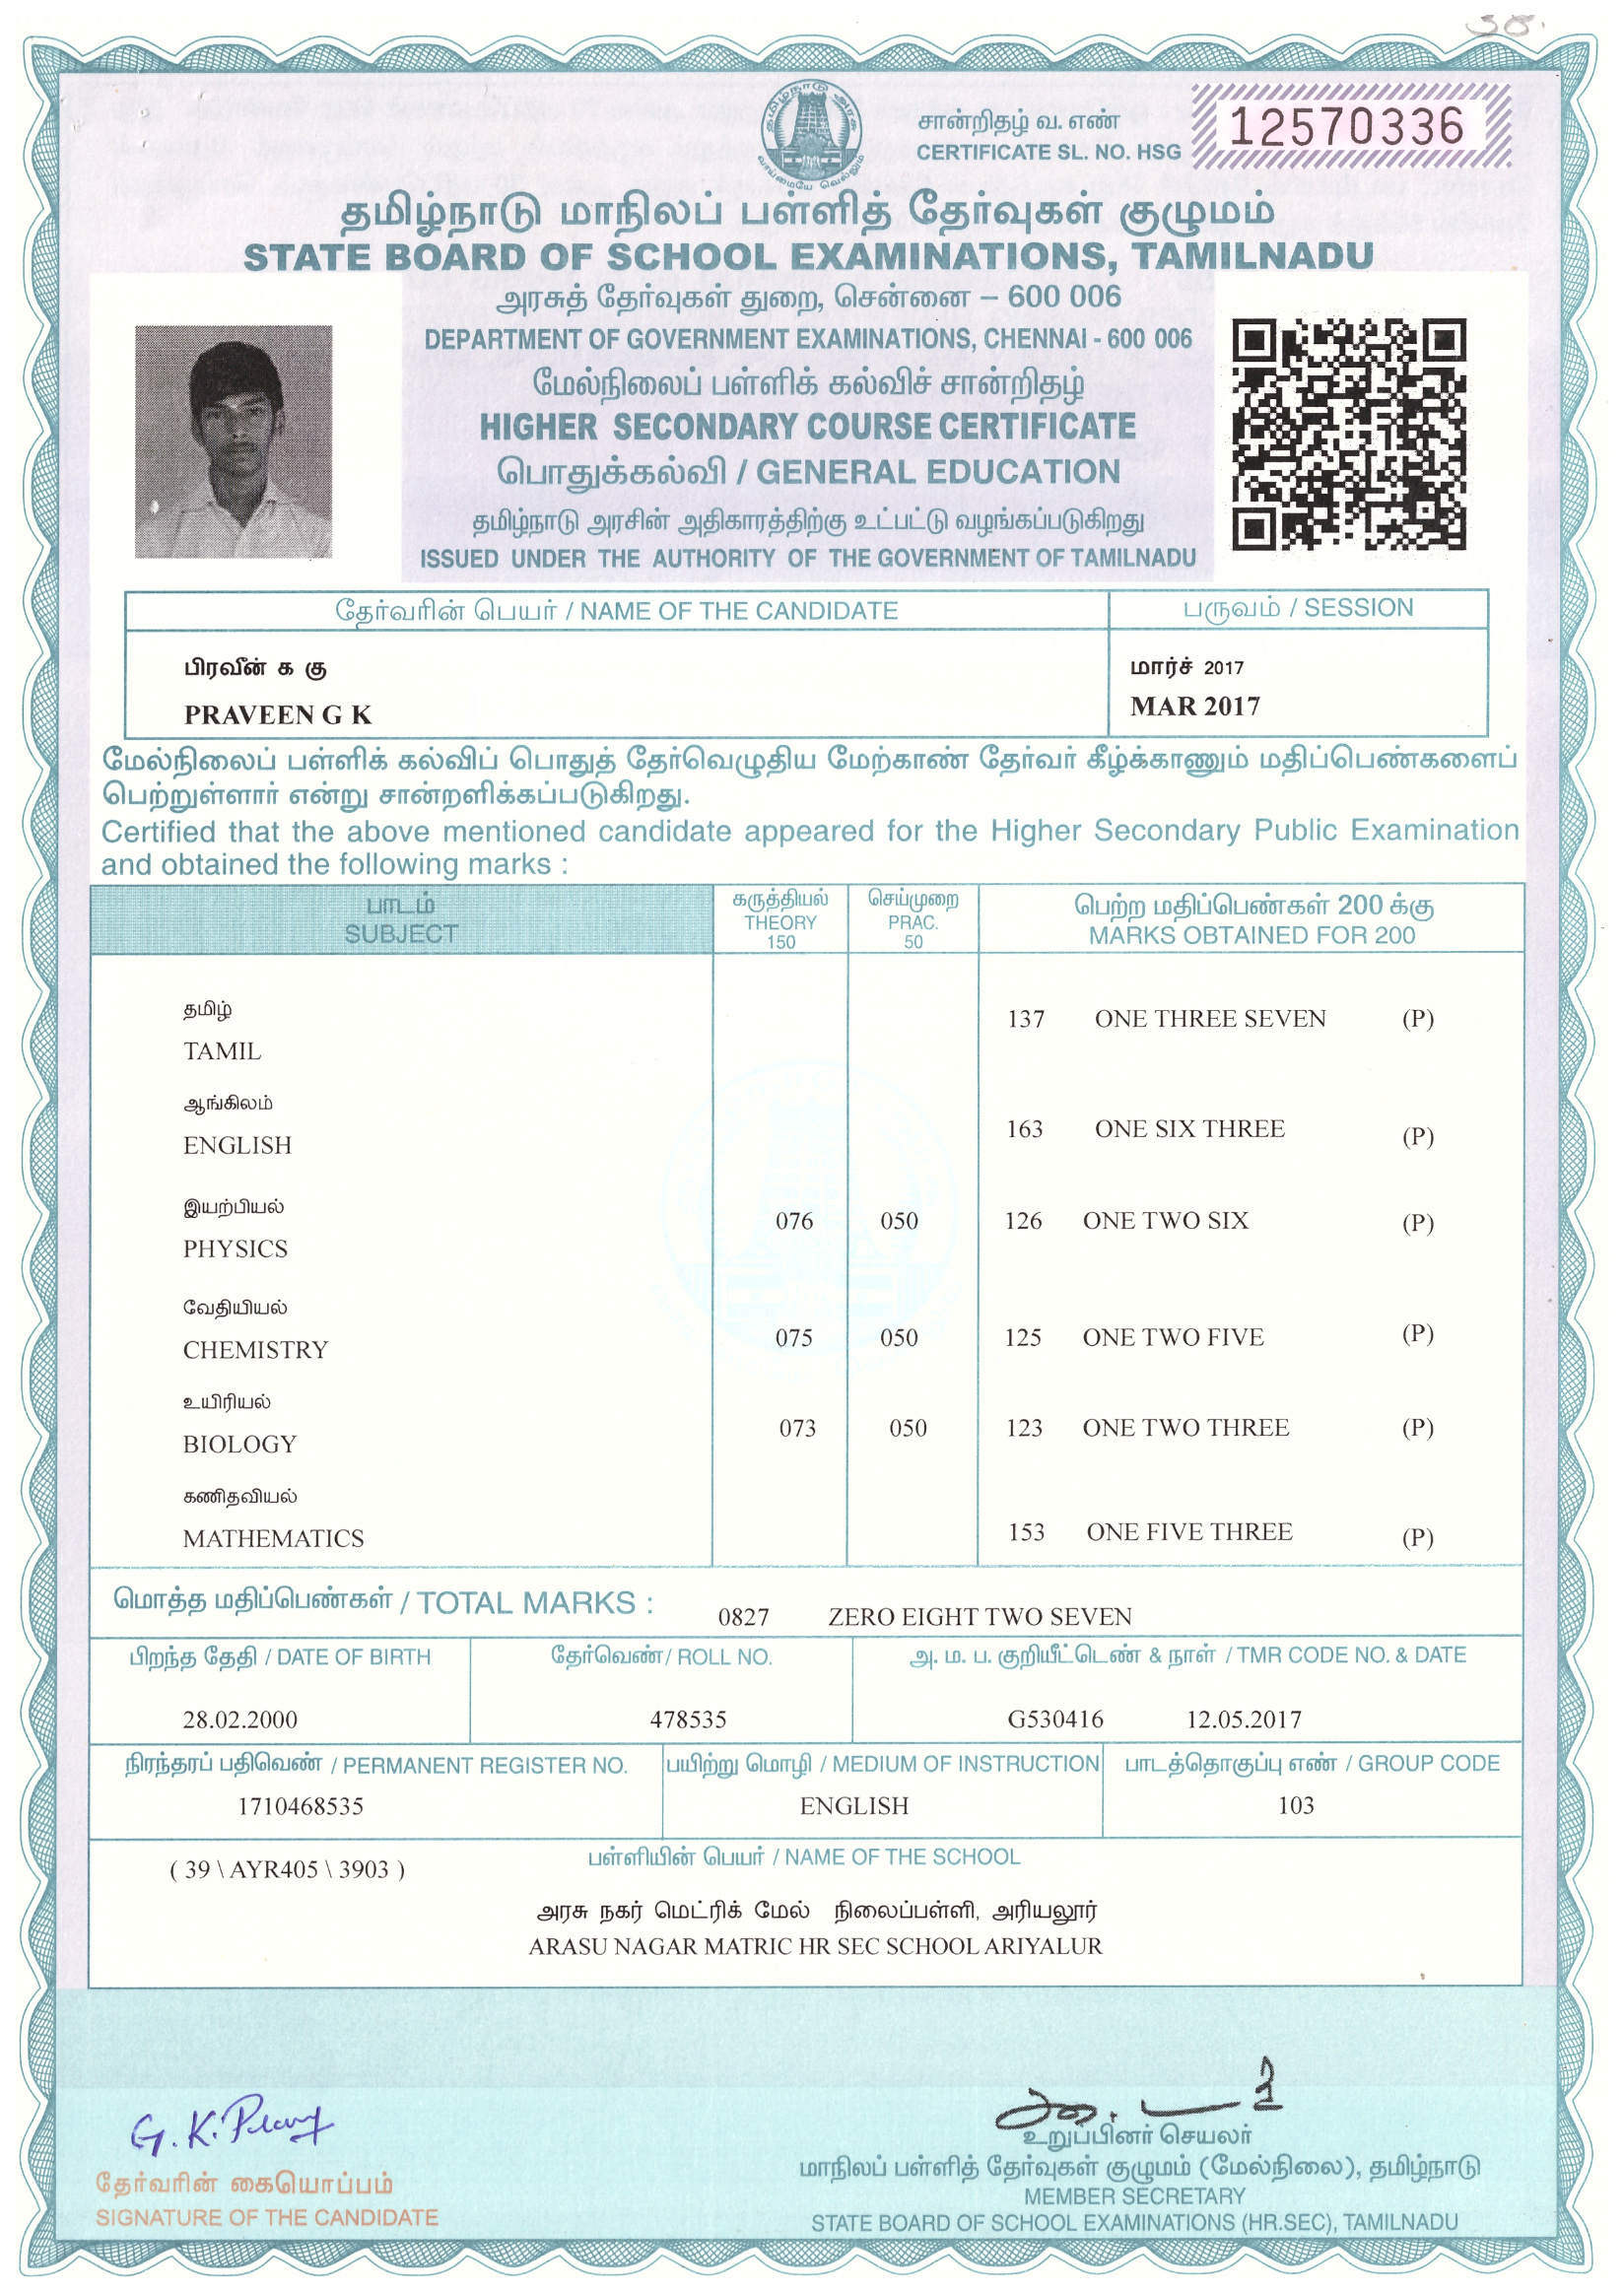 38.
தமிழ்நாடு அரசு
வாய்மையே வெல்லும்
சான்றிதழ் வ. எண்
CERTIFICATE SL. NO. HSG
12570336
தமிழ்நாடு மாநிலப் பள்ளித் தேர்வுகள் குழுமம்
STATE BOARD OF SCHOOL EXAMINATIONS, TAMILNADU
அரசுத் தேர்வுகள் துறை, சென்னை – 600 006
DEPARTMENT OF GOVERNMENT EXAMINATIONS, CHENNAI - 600 006
மேல்நிலைப் பள்ளிக் கல்விச் சான்றிதழ்
HIGHER SECONDARY COURSE CERTIFICATE
பொதுக்கல்வி / GENERAL EDUCATION
தமிழ்நாடு அரசின் அதிகாரத்திற்கு உட்பட்டு வழங்கப்படுகிறது
ISSUED UNDER THE AUTHORITY OF THE GOVERNMENT OF TAMILNADU
தேர்வரின் பெயர் / NAME OF THE CANDIDATE பருவம் / SESSION
பிரவீன் க கு மார்ச் 2017
PRAVEEN G K MAR 2017
மேல்நிலைப் பள்ளிக் கல்விப் பொதுத் தேர்வெழுதிய மேற்காண் தேர்வர் கீழ்க்காணும் மதிப்பெண்களைப்
பெற்றுள்ளார் என்று சான்றளிக்கப்படுகிறது.
Certified that the above mentioned candidate appeared for the Higher Secondary Public Examination
and obtained the following marks :
பாடம் கருத்தியல் செய்முறை பெற்ற மதிப்பெண்கள் 200 க்கு
SUBJECT THEORY PRAC. MARKS OBTAINED FOR 200
150 50
தமிழ்
TAMIL 137 ONE THREE SEVEN (P)
ஆங்கிலம்
ENGLISH 163 ONE SIX THREE (P)
இயற்பியல்
PHYSICS 076 050 126 ONE TWO SIX (P)
வேதியியல்
CHEMISTRY 075 050 125 ONE TWO FIVE (P)
உயிரியல்
BIOLOGY 073 050 123 ONE TWO THREE (P)
கணிதவியல்
MATHEMATICS 153 ONE FIVE THREE (P)
மொத்த மதிப்பெண்கள் / TOTAL MARKS : 0827 ZERO EIGHT TWO SEVEN
பிறந்த தேதி / DATE OF BIRTH தேர்வெண்/ ROLL NO. அ. ம. ப. குறியீட்டெண் & நாள் / TMR CODE NO. & DATE
28.02.2000 478535 G530416 12.05.2017
நிரந்தரப் பதிவெண் / PERMANENT REGISTER NO. பயிற்று மொழி / MEDIUM OF INSTRUCTION பாடத்தொகுப்பு எண் / GROUP CODE
1710468535 ENGLISH 103
( 39 \ AYR405 \ 3903 ) பள்ளியின் பெயர் / NAME OF THE SCHOOL
அரசு நகர் மெட்ரிக் மேல் நிலைப்பள்ளி, அரியலூர்
ARASU NAGAR MATRIC HR SEC SCHOOL ARIYALUR
G. K.
தேர்வரின் கையொப்பம்
SIGNATURE OF THE CANDIDATE
உறுப்பினர் செயலர்
மாநிலப் பள்ளித் தேர்வுகள் குழுமம் (மேல்நிலை), தமிழ்நாடு
MEMBER SECRETARY
STATE BOARD OF SCHOOL EXAMINATIONS (HR.SEC), TAMILNADU